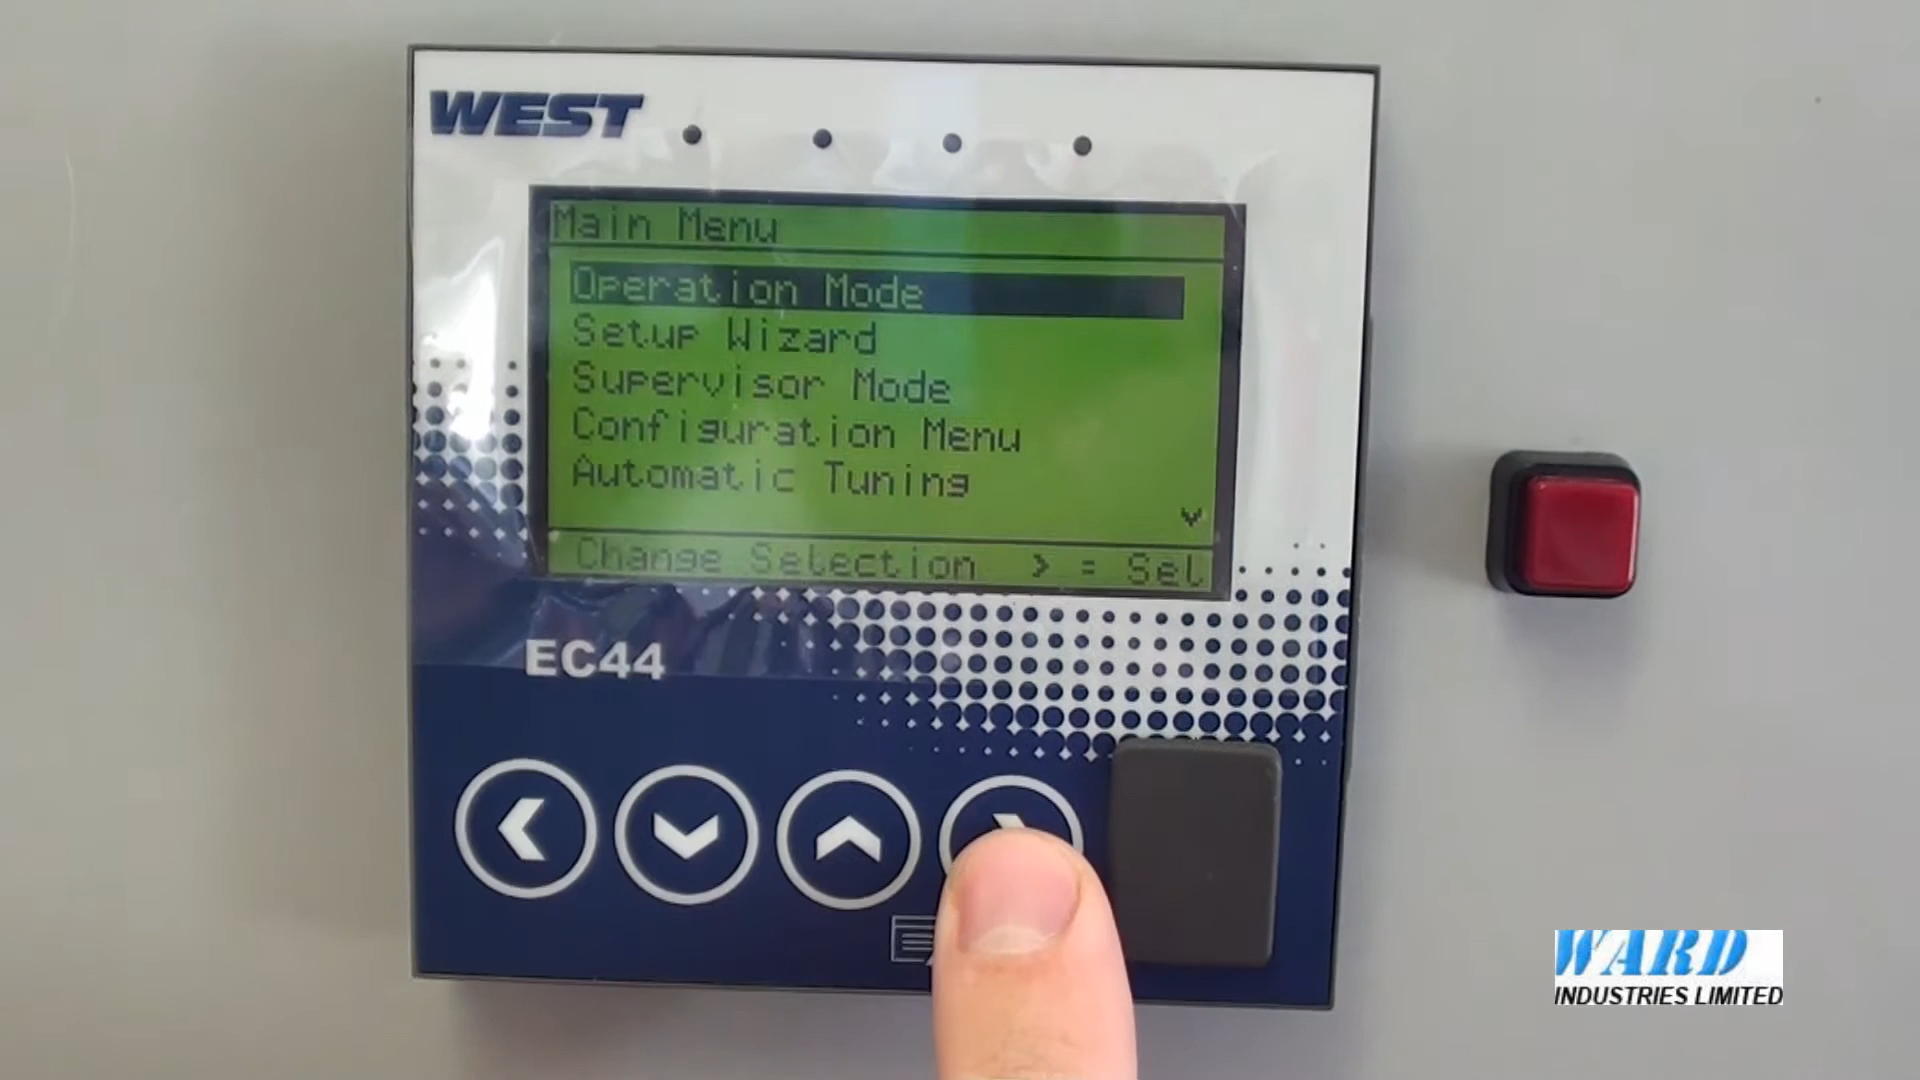 WEST
Main Menu
Operation Mode
Setup Wizard
Supervisor Mode
Configuration Menu
Automatic Tuning
Change Selection > = Sel
EC44
WARD
INDUSTRIES LIMITED